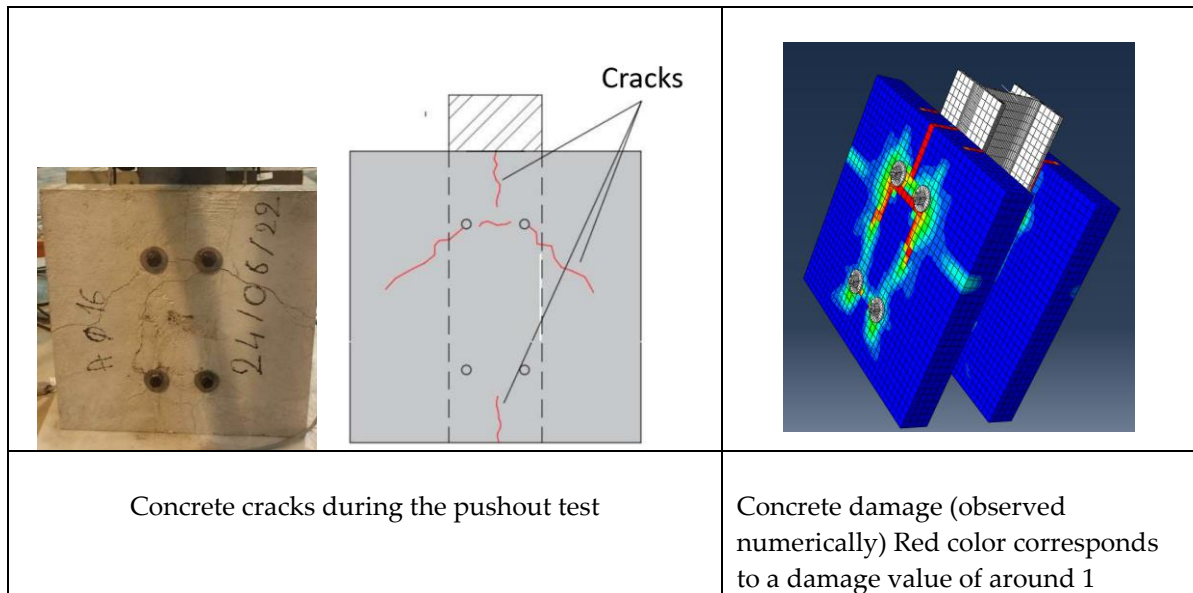 Cracks
A Φ 16
24/06/22
Concrete cracks during the pushout test
Concrete damage (observed
numerically) Red color corresponds
to a damage value of around 1